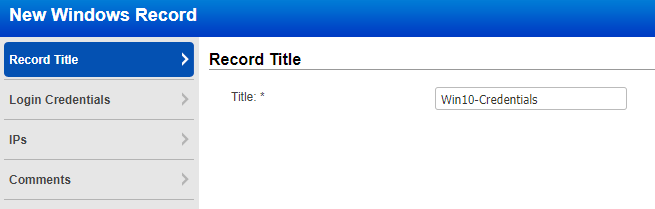 New Windows Record
Record Title
Login Credentials
IPs
Comments
Record Title
Title: * Win10-Credentials